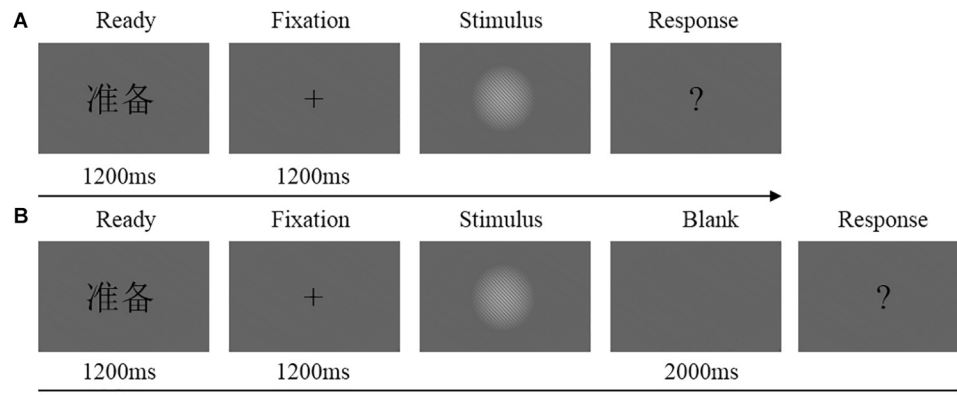 A
Ready Fixation Stimulus Response
准备 + ?
1200ms 1200ms
B
Ready Fixation Stimulus Blank Response
准备 + ?
1200ms 1200ms 2000ms